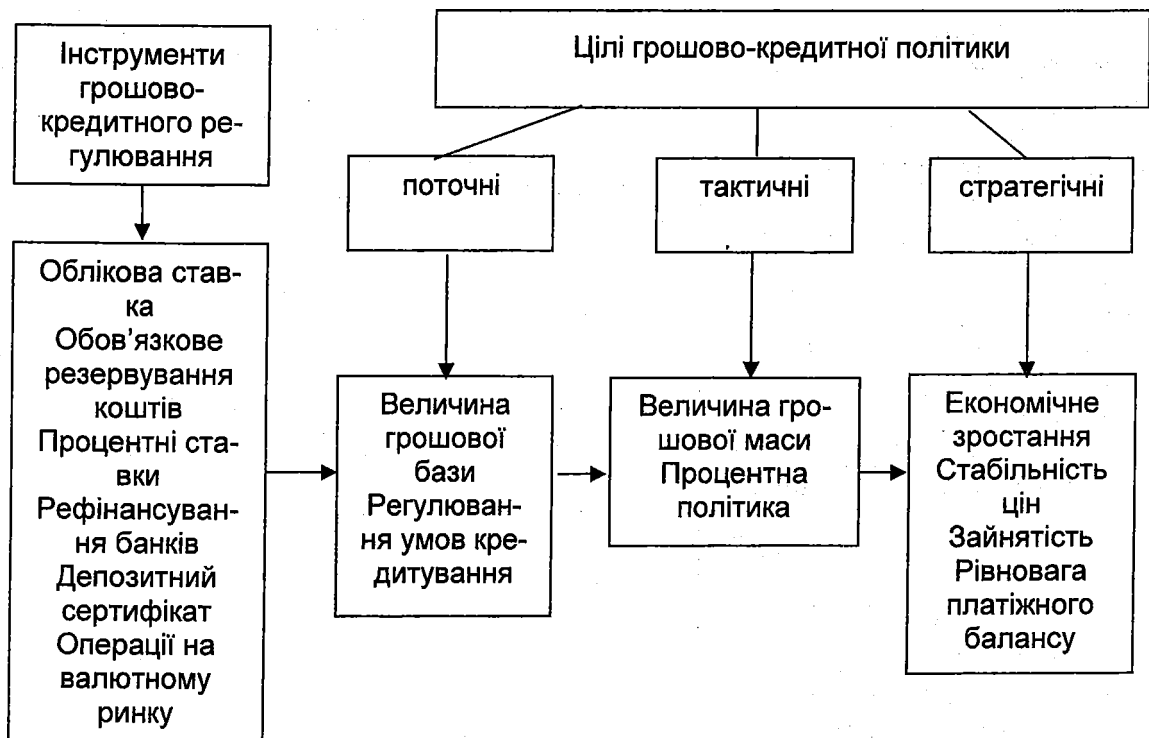 Інструменти
грошово-
кредитного ре-
гулювання
Цілі грошово-кредитної політики
поточні
тактичні
стратегічні
Облікова став-
ка
Обов’язкове
резервування
коштів
Процентні ста-
вки
Рефінансуван-
ня банків
Депозитний
сертифікат
Операції на
валютному
ринку
Величина
грошової
бази
Регулюван-
ня умов кре-
дитування
Величина гро-
шової маси
Процентна
політика
Економічне
зростання
Стабільність
цін
Зайнятість
Рівновага
платіжного
балансу